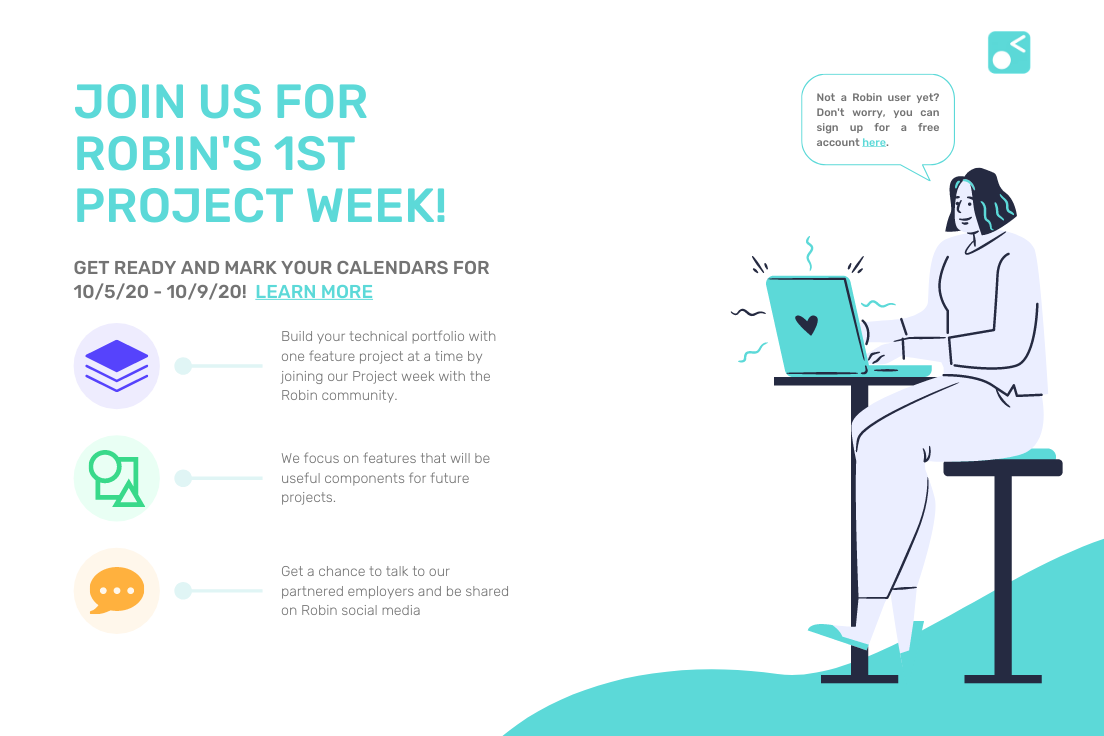 JOIN US FOR
ROBIN'S 1ST
PROJECT WEEK!
GET READY AND MARK YOUR CALENDARS FOR
10/5/20 - 10/9/20! LEARN MORE
Build your technical portfolio with
one feature project at a time by
joining our Project week with the
Robin community.
We focus on features that will be
useful components for future
projects.
Get a chance to talk to our
partnered employers and be shared
on Robin social media
Not a Robin user yet?
Don't worry, you can
sign up for a free
account here.